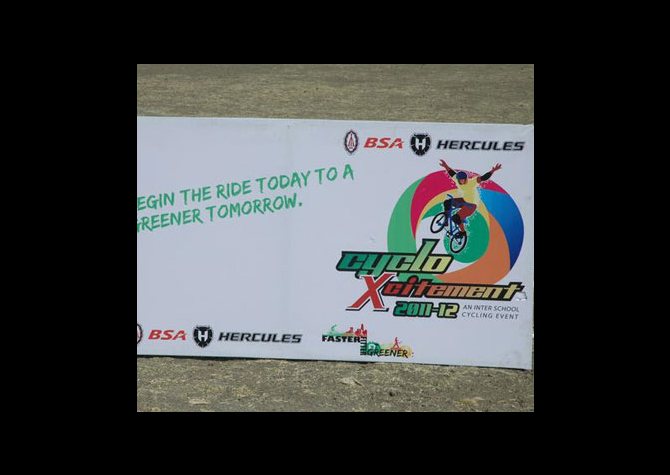 BSA HERCULES
EGIN THE RIDE TODAY TO A
GREENER TOMORROW.
cyclo
Xcitement
2011-12
AN INTER SCHOOL
CYCLING EVENT
BSA HERCULES
FASTER
FITTER
GREENER